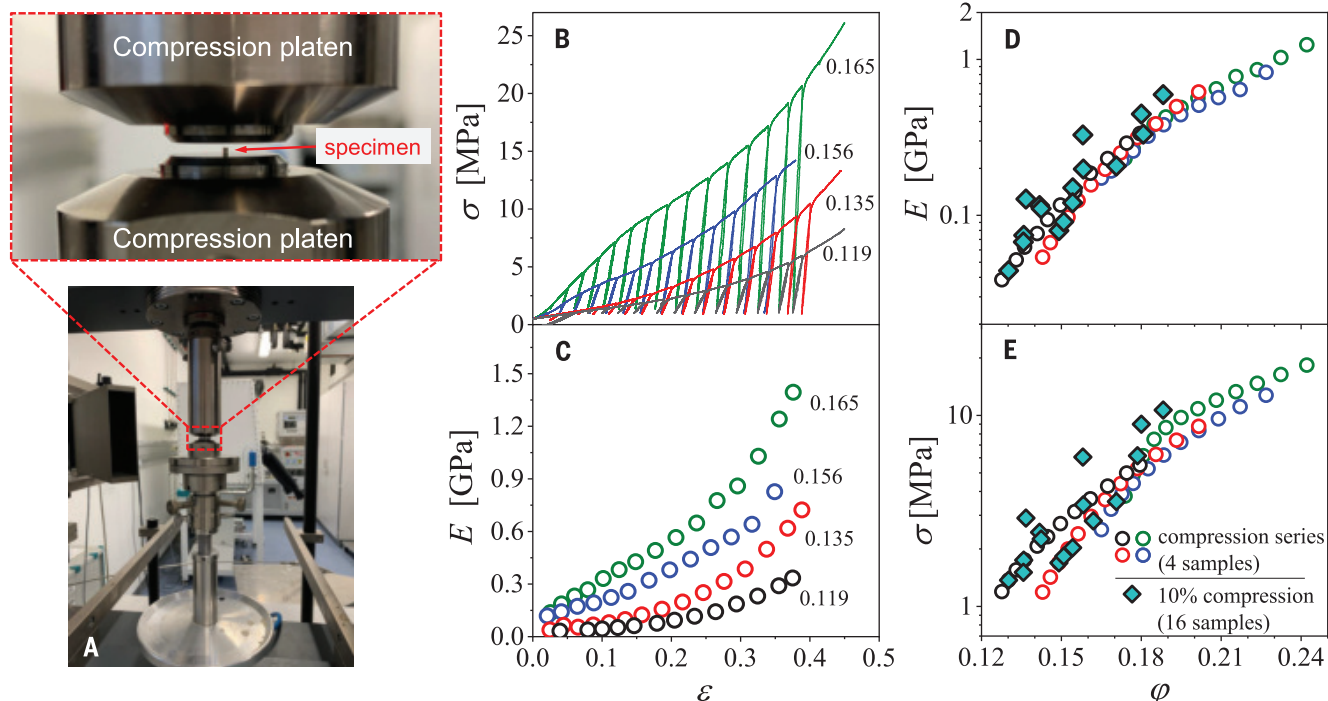 Compression platen
specimen
Compression platen
A
B
σ [MPa]
25
20
15
10
5
0
0.165
0.156
0.135
0.119
C
E [GPa]
1.5
1.2
0.9
0.6
0.3
0.0
0.165
0.156
0.135
0.119
0.0 0.1 0.2 0.3 0.4 0.5
ε
D
E [GPa]
2
1
0.1
E
σ [MPa]
10
1
compression series
(4 samples)
10% compression
(16 samples)
0.12 0.15 0.18 0.21 0.24
φ